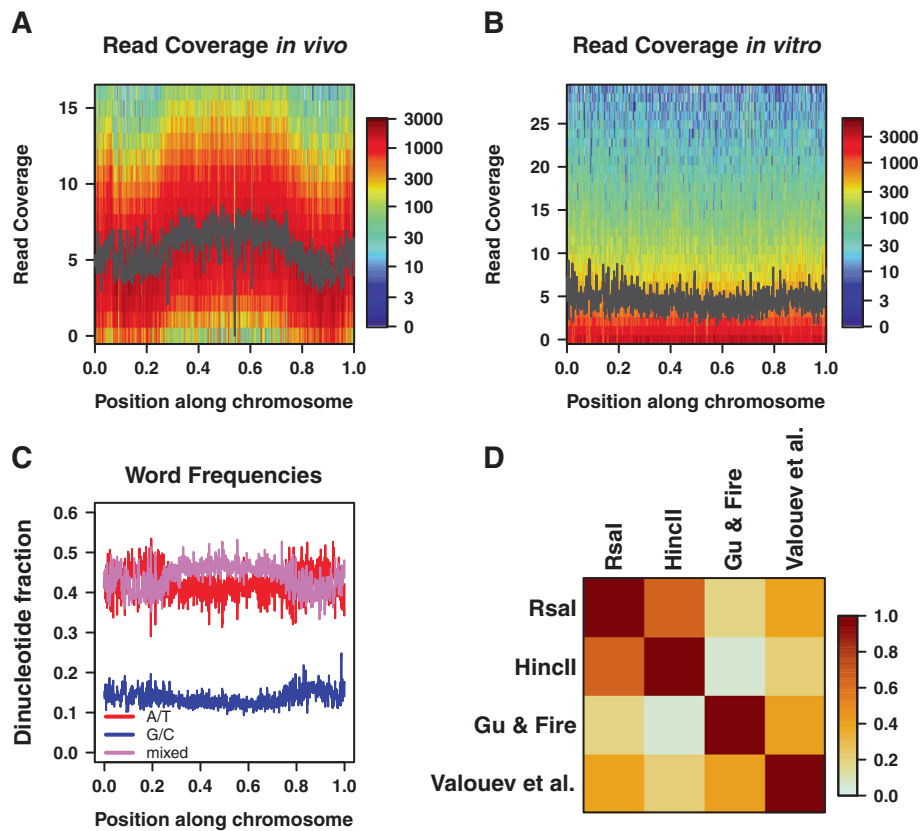 A
Read Coverage in vivo
Read Coverage
15
10
5
0
0.0 0.2 0.4 0.6 0.8 1.0
Position along chromosome
3000
1000
300
100
30
10
3
0
B
Read Coverage in vitro
Read Coverage
25
20
15
10
5
0
0.0 0.2 0.4 0.6 0.8 1.0
Position along chromosome
3000
1000
300
100
30
10
3
0
C
Word Frequencies
Dinucleotide fraction
0.6
0.5
0.4
0.3
0.2
0.1
0.0
A/T
G/C
mixed
0.0 0.2 0.4 0.6 0.8 1.0
Position along chromosome
D
RsaI
HincII
Gu & Fire
Valouev et al.
RsaI
HincII
Gu & Fire
Valouev et al.
1.0
0.8
0.6
0.4
0.2
0.0